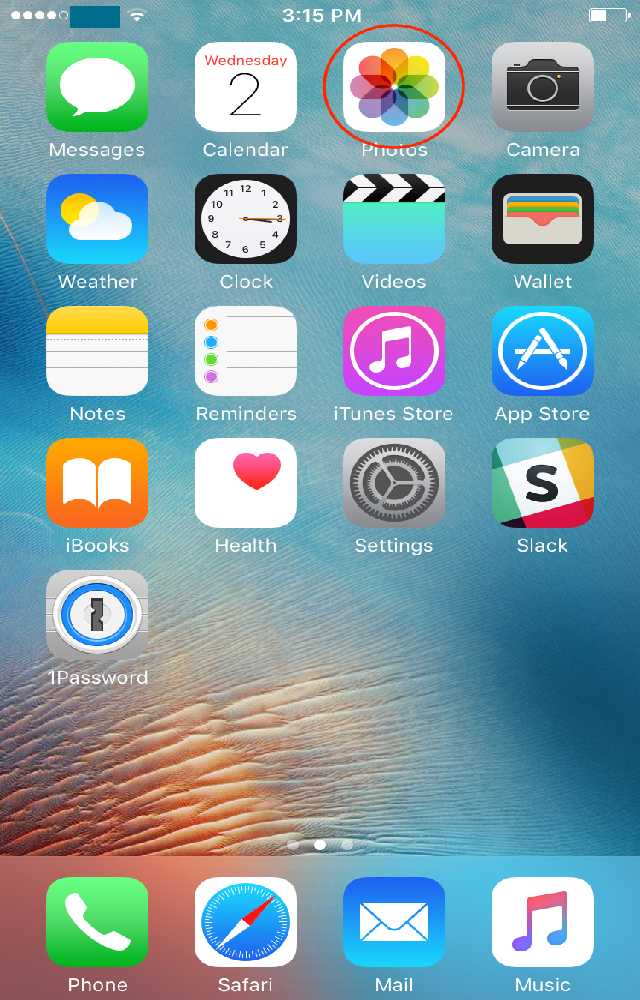 3:15 PM
Wednesday
2
Messages Calendar Photos Camera
12
11 1
10 2
9 3
8 4
7 5
6
Weather Clock Videos Wallet
Notes Reminders iTunes Store App Store
S
iBooks Health Settings Slack
1Password
Phone Safari Mail Music